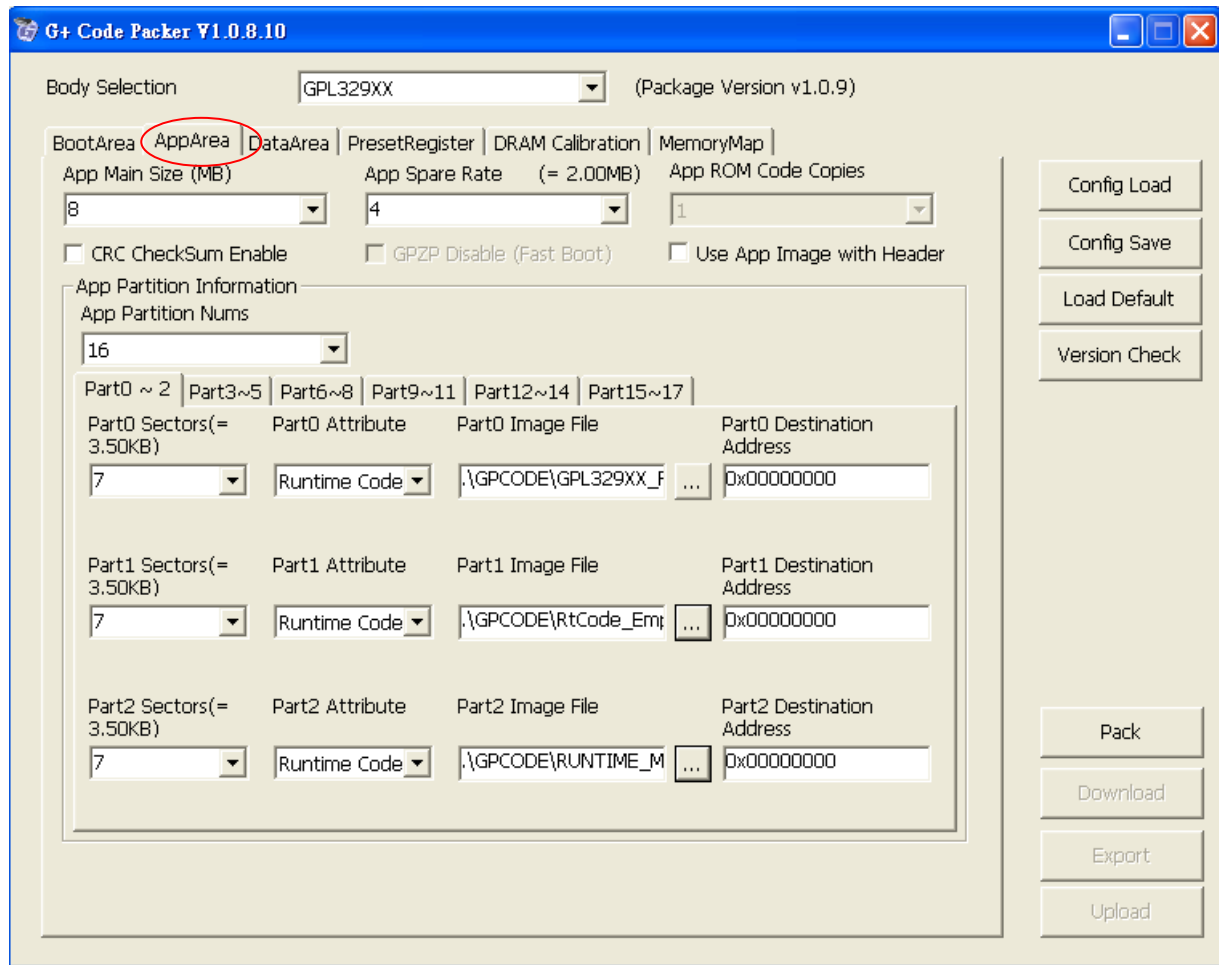 G+ Code Packer V1.0.8.10
Body Selection GPL329XX (Package Version v1.0.9)
BootArea AppArea DataArea PresetRegister DRAM Calibration MemoryMap
App Main Size (MB) App Spare Rate (= 2.00MB) App ROM Code Copies
8 4 1
CRC CheckSum Enable GPZP Disable (Fast Boot) Use App Image with Header
App Partition Information
App Partition Nums
16
Part0 ~ 2 Part3~5 Part6~8 Part9~11 Part12~14 Part15~17
Part0 Sectors(= 3.50KB) Part0 Attribute Part0 Image File Part0 Destination Address
7 Runtime Code .\GPCODE\GPL329XX_F ... 0x00000000
Part1 Sectors(= 3.50KB) Part1 Attribute Part1 Image File Part1 Destination Address
7 Runtime Code .\GPCODE\RtCode_Emp ... 0x00000000
Part2 Sectors(= 3.50KB) Part2 Attribute Part2 Image File Part2 Destination Address
7 Runtime Code .\GPCODE\RUNTIME_M ... 0x00000000
Config Load
Config Save
Load Default
Version Check
Pack
Download
Export
Upload